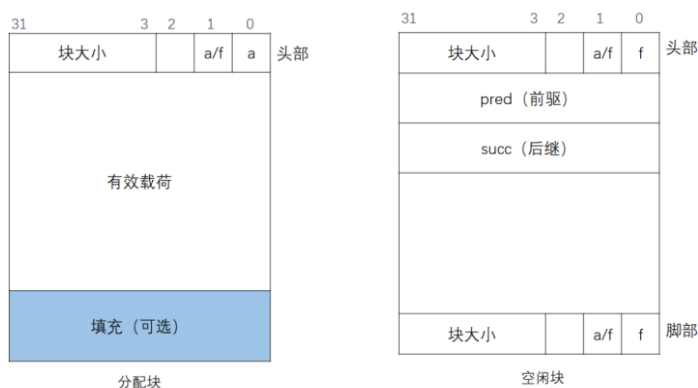 31 3 2 1 0
块大小 a/f a 头部
有效载荷
填充（可选）
分配块
31 3 2 1 0
块大小 a/f f 头部
pred（前驱）
succ（后继）
块大小 a/f f 脚部
空闲块